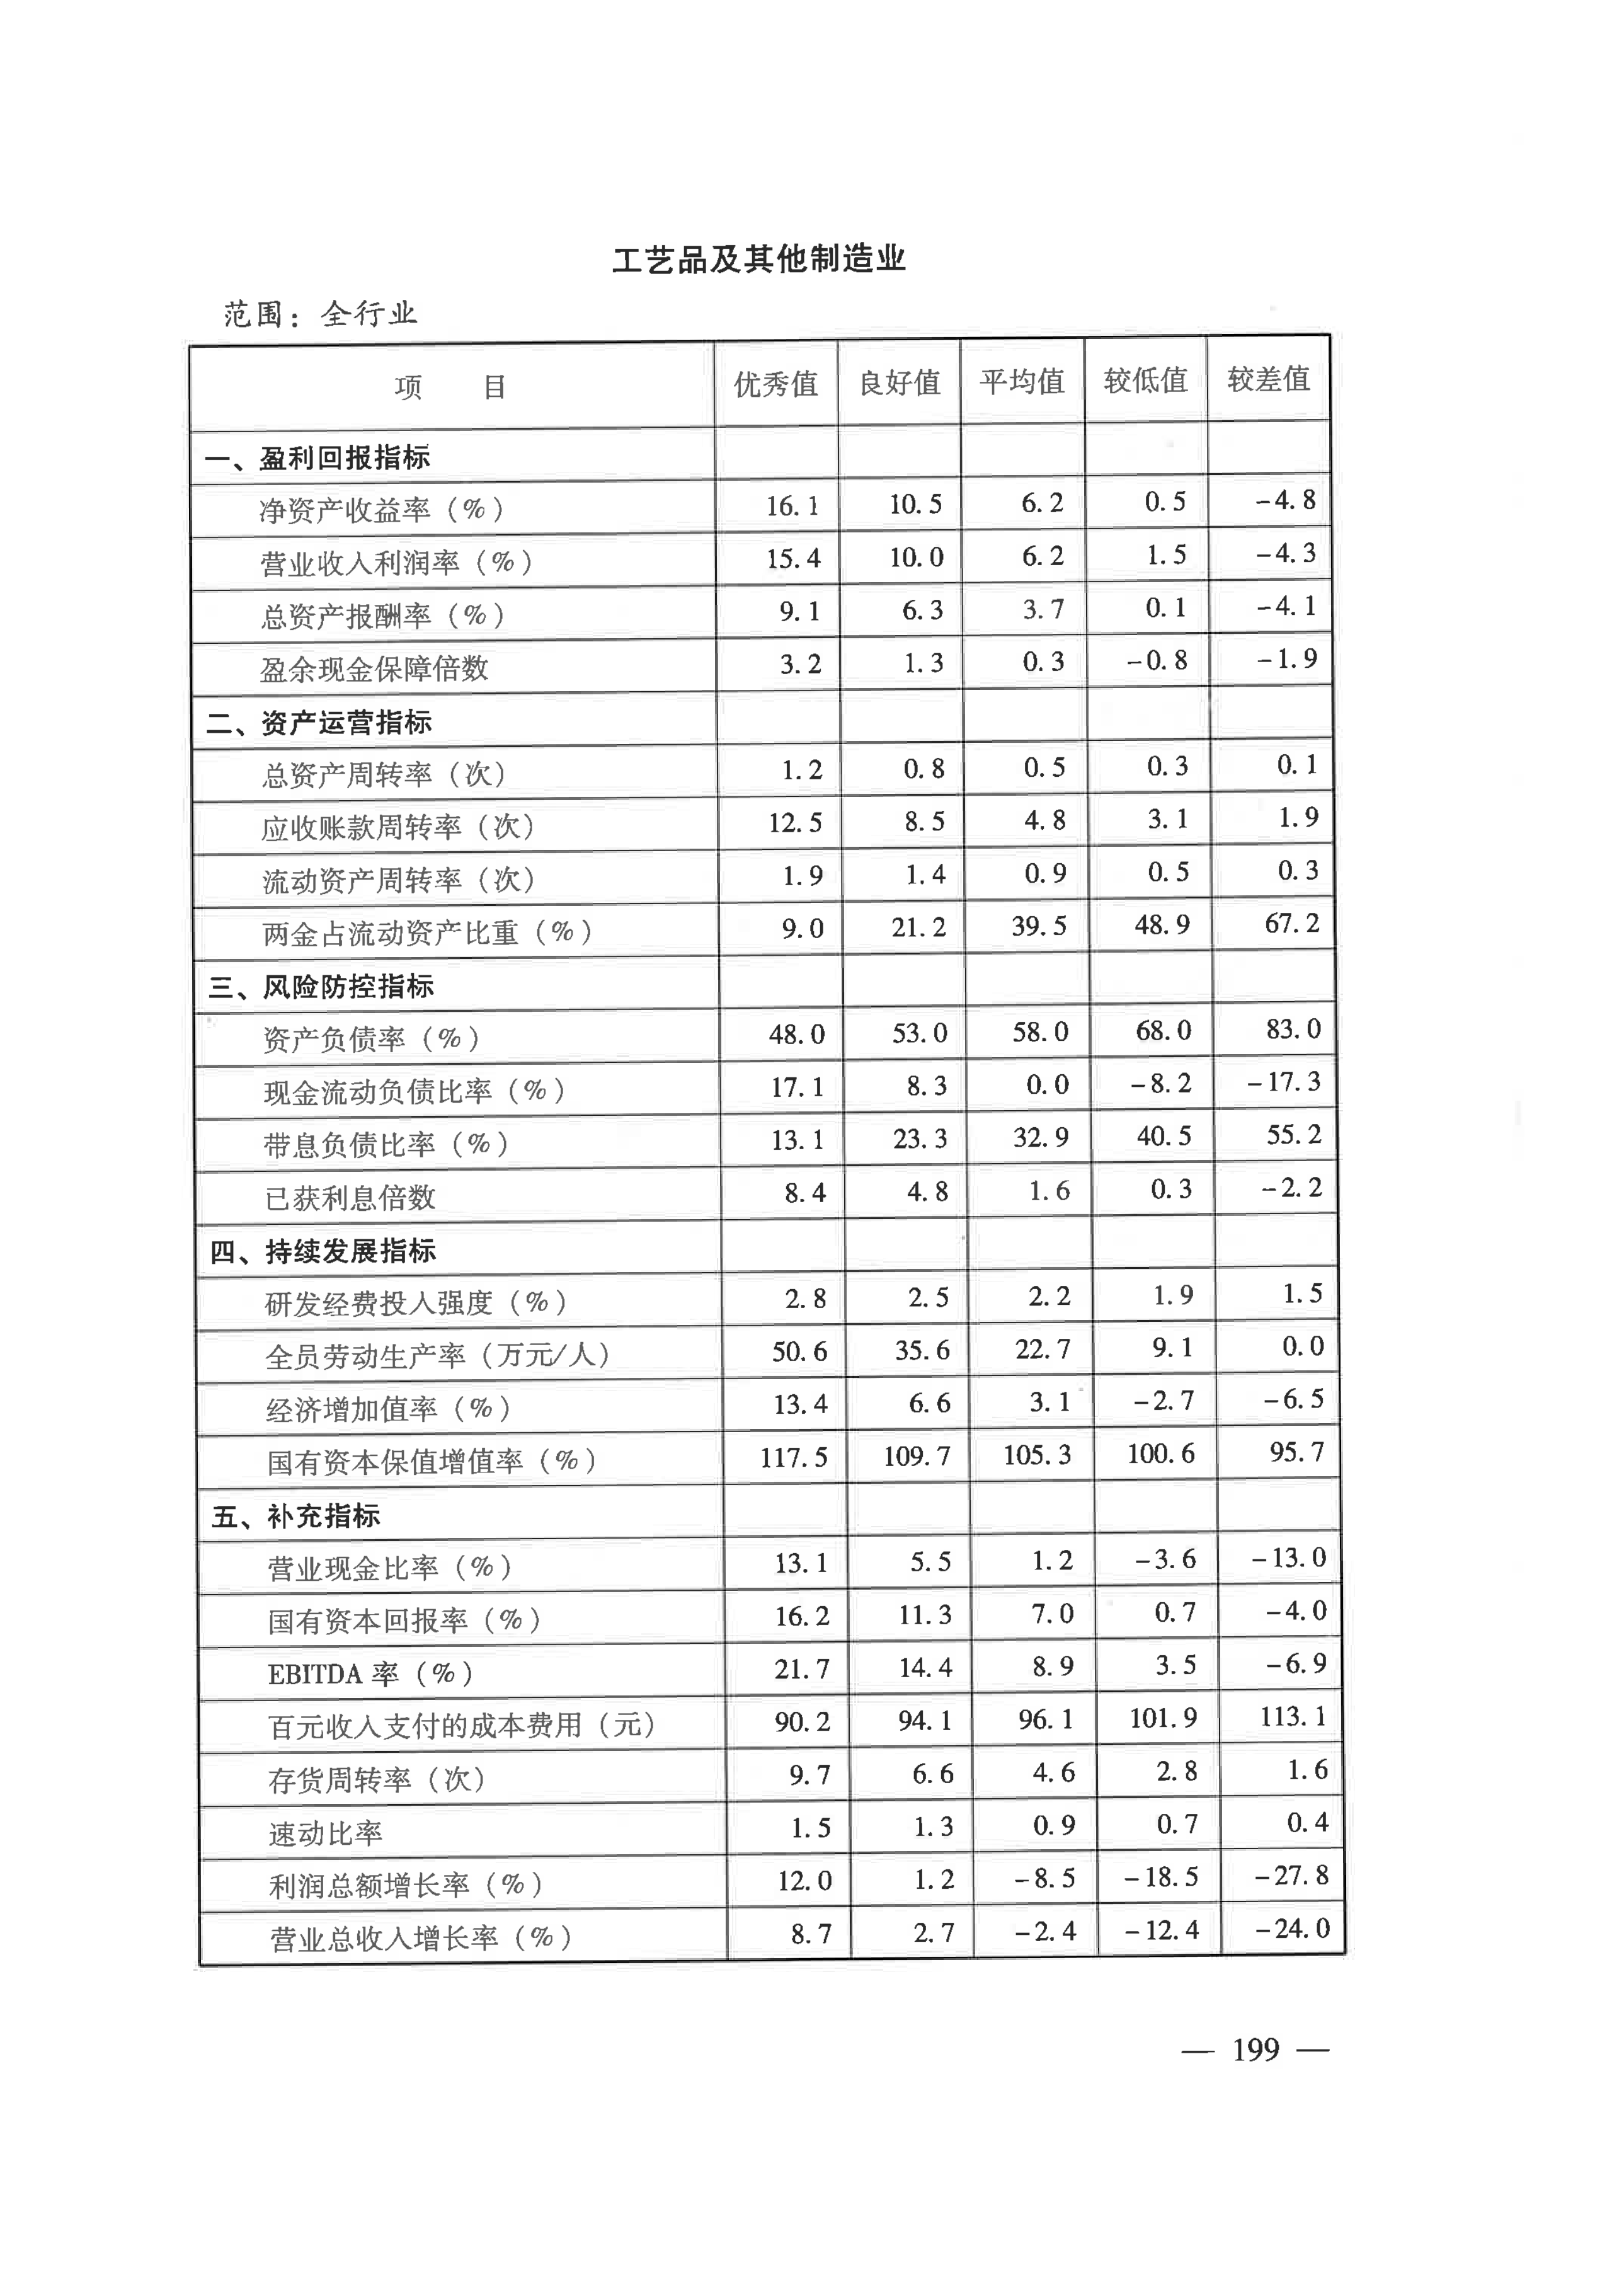 工艺品及其他制造业
范围：全行业
项 目 优秀值 良好值 平均值 较低值 较差值
一、盈利回报指标
净资产收益率（%） 16.1 10.5 6.2 0.5 -4.8
营业收入利润率（%） 15.4 10.0 6.2 1.5 -4.3
总资产报酬率（%） 9.1 6.3 3.7 0.1 -4.1
盈余现金保障倍数 3.2 1.3 0.3 -0.8 -1.9
二、资产运营指标
总资产周转率（次） 1.2 0.8 0.5 0.3 0.1
应收账款周转率（次） 12.5 8.5 4.8 3.1 1.9
流动资产周转率（次） 1.9 1.4 0.9 0.5 0.3
两金占流动资产比重（%） 9.0 21.2 39.5 48.9 67.2
三、风险防控指标
资产负债率（%） 48.0 53.0 58.0 68.0 83.0
现金流动负债比率（%） 17.1 8.3 0.0 -8.2 -17.3
带息负债比率（%） 13.1 23.3 32.9 40.5 55.2
已获利息倍数 8.4 4.8 1.6 0.3 -2.2
四、持续发展指标
研发经费投入强度（%） 2.8 2.5 2.2 1.9 1.5
全员劳动生产率（万元/人） 50.6 35.6 22.7 9.1 0.0
经济增加值率（%） 13.4 6.6 3.1 -2.7 -6.5
国有资本保值增值率（%） 117.5 109.7 105.3 100.6 95.7
五、补充指标
营业现金比率（%） 13.1 5.5 1.2 -3.6 -13.0
国有资本回报率（%） 16.2 11.3 7.0 0.7 -4.0
EBITDA 率（%） 21.7 14.4 8.9 3.5 -6.9
百元收入支付的成本费用（元） 90.2 94.1 96.1 101.9 113.1
存货周转率（次） 9.7 6.6 4.6 2.8 1.6
速动比率 1.5 1.3 0.9 0.7 0.4
利润总额增长率（%） 12.0 1.2 -8.5 -18.5 -27.8
营业总收入增长率（%） 8.7 2.7 -2.4 -12.4 -24.0
— 199 —